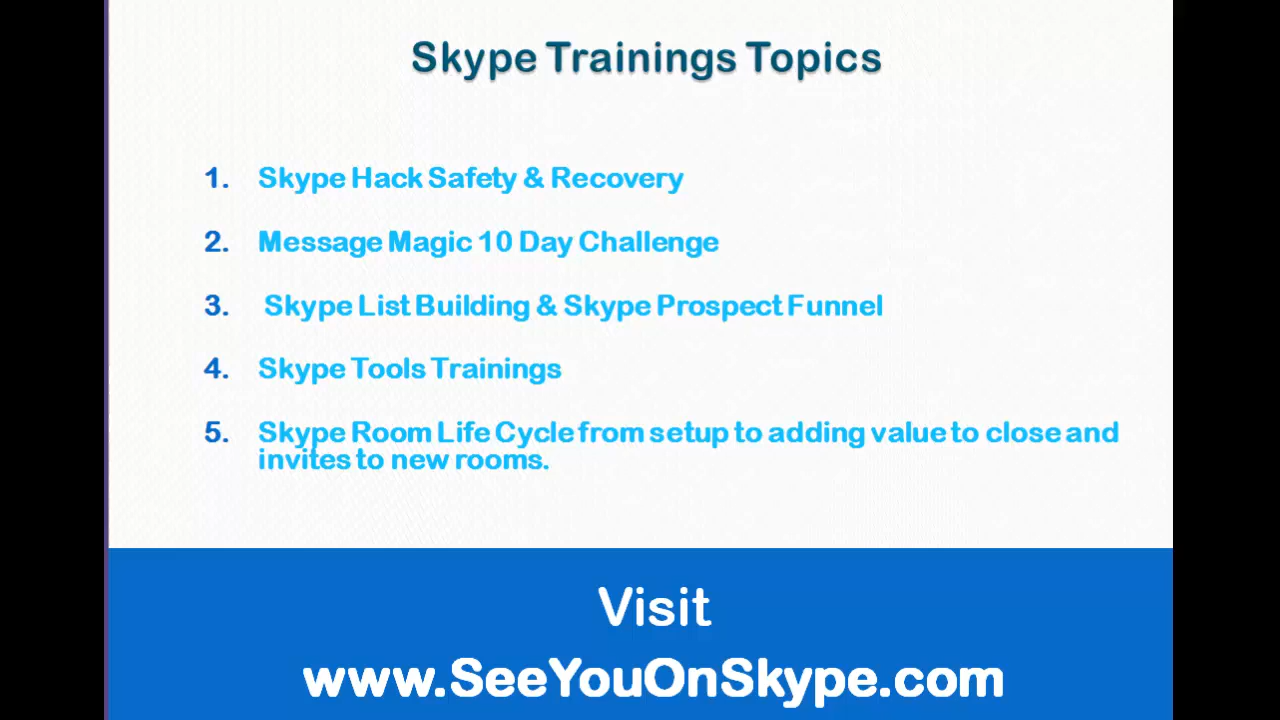 Skype Trainings Topics
1. Skype Hack Safety & Recovery
2. Message Magic 10 Day Challenge
3. Skype List Building & Skype Prospect Funnel
4. Skype Tools Trainings
5. Skype Room Life Cycle from setup to adding value to close and
invites to new rooms.
Visit
www.SeeYouOnSkype.com